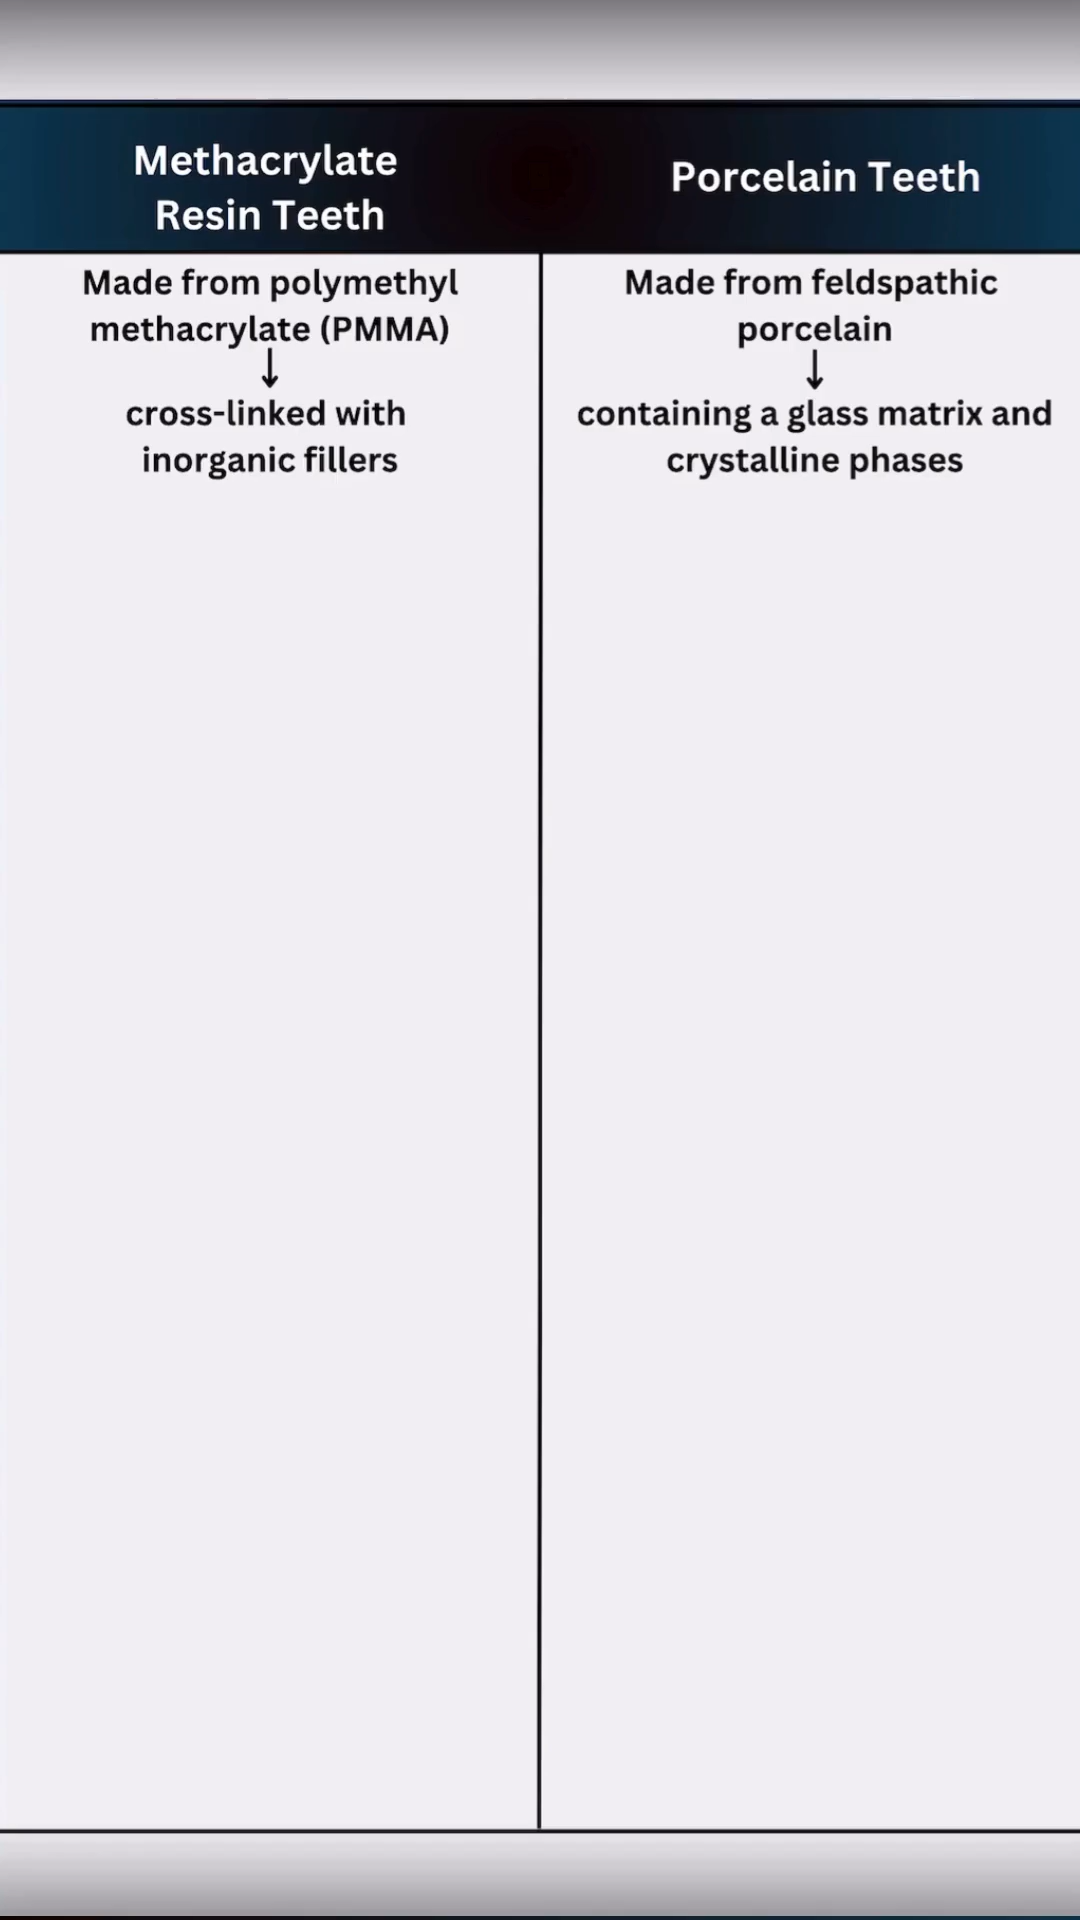 Methacrylate
Resin Teeth
Porcelain Teeth
Made from polymethyl
methacrylate (PMMA)
↓
cross-linked with
inorganic fillers
Made from feldspathic
porcelain
↓
containing a glass matrix and
crystalline phases